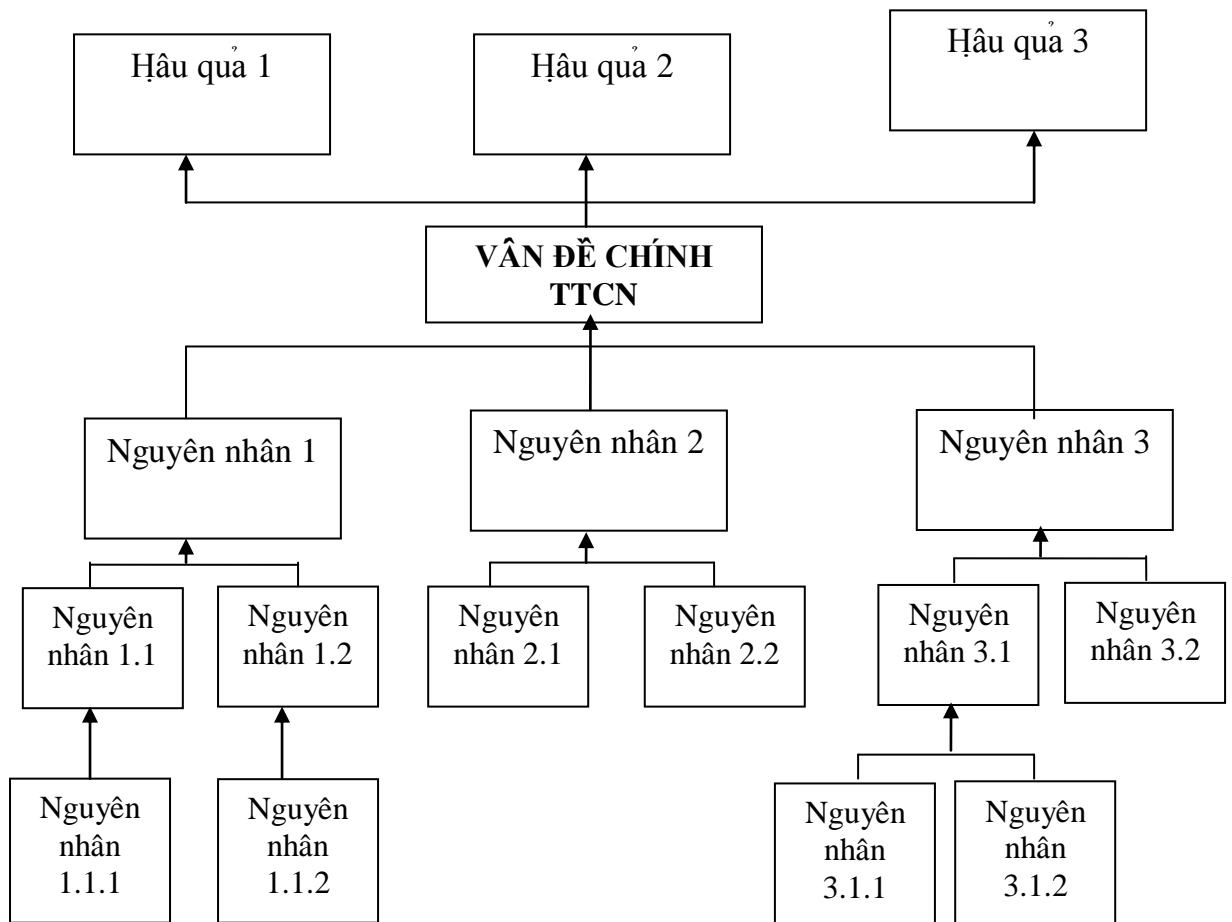 Hậu quả 1
Hậu quả 2
Hậu quả 3
VẤN ĐỀ CHÍNH
TTCN
Nguyên nhân 1
Nguyên nhân 2
Nguyên nhân 3
Nguyên
nhân 1.1
Nguyên
nhân 1.2
Nguyên
nhân 2.1
Nguyên
nhân 2.2
Nguyên
nhân 3.1
Nguyên
nhân 3.2
Nguyên
nhân
1.1.1
Nguyên
nhân
1.1.2
Nguyên
nhân
3.1.1
Nguyên
nhân
3.1.2